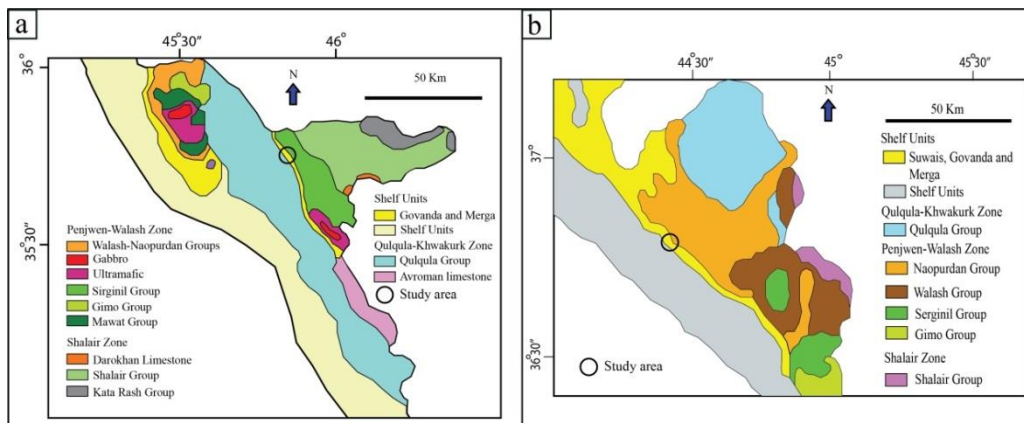 a
45°30″
46°
36°
35°30″
N
50 Km
Shelf Units
Govanda and Merga
Shelf Units
Qulqula-Khwakurk Zone
Qulqula Group
Avroman limestone
Study area
Penjwen-Walash Zone
Walash-Naopurdan Groups
Gabbro
Ultramafic
Sirginil Group
Gimo Group
Mawat Group
Shalair Zone
Darokhan Limestone
Shalair Group
Kata Rash Group
b
44°30″
45°
45°30″
37°
36°30″
N
50 Km
Shelf Units
Suwais, Govanda and
Merga
Shelf Units
Qulqula-Khwakurk Zone
Qulqula Group
Penjwen-Walash Zone
Naopurdan Group
Walash Group
Serginil Group
Gimo Group
Shalair Zone
Shalair Group
Study area